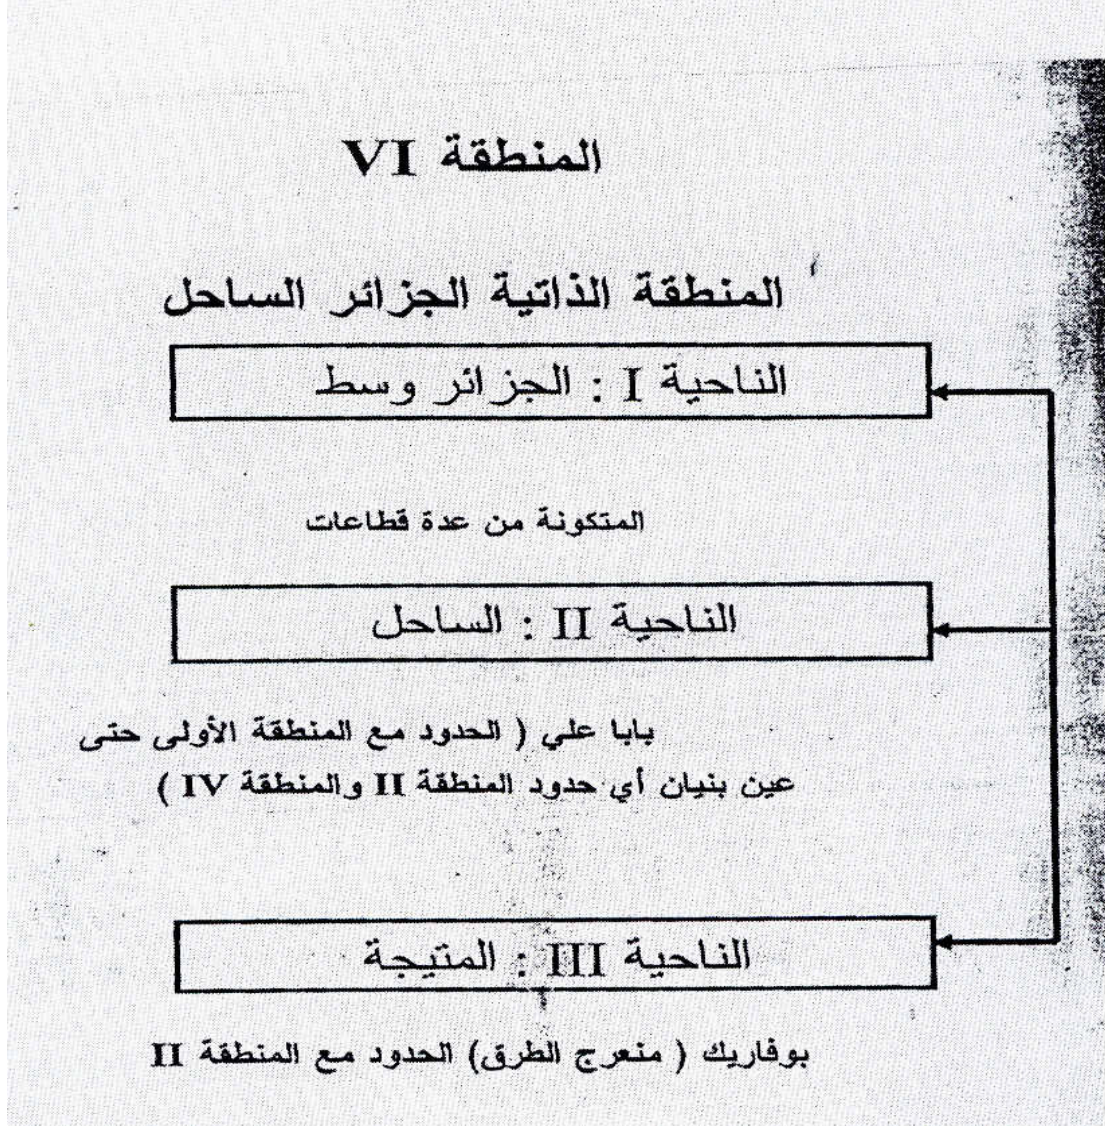 المنطقة VI
المنطقة الذاتية الجزائر الساحل
الناحية I : الجزائر وسط
المتكونة من عدة قطاعات
الناحية II : الساحل
بابا علي ( الحدود مع المنطقة الأولى حتى
عين بنيان أي حدود المنطقة II والمنطقة IV )
الناحية III : المتيجة
بوفاريك ( منعرج الطرق) الحدود مع المنطقة II